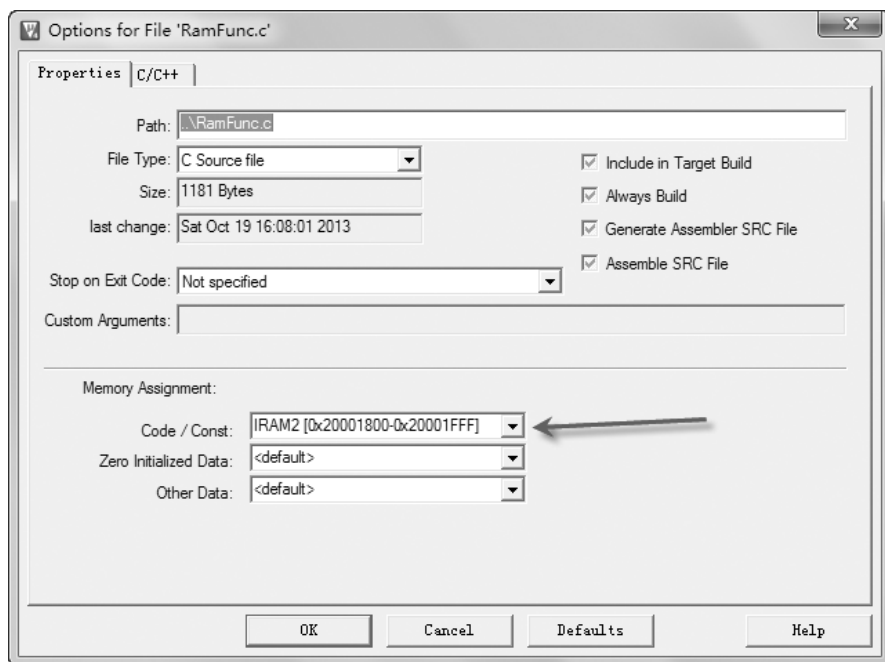 Options for File 'RamFunc.c'
x
Properties C/C++
Path: ..\RamFunc.c
File Type: C Source file
Include in Target Build
Size: 1181 Bytes
Always Build
last change: Sat Oct 19 16:08:01 2013
Generate Assembler SRC File
Assemble SRC File
Stop on Exit Code: Not specified
Custom Arguments:
Memory Assignment:
Code / Const: IRAM2 [0x20001800-0x20001FFF]
Zero Initialized Data: <default>
Other Data: <default>
OK Cancel Defaults Help